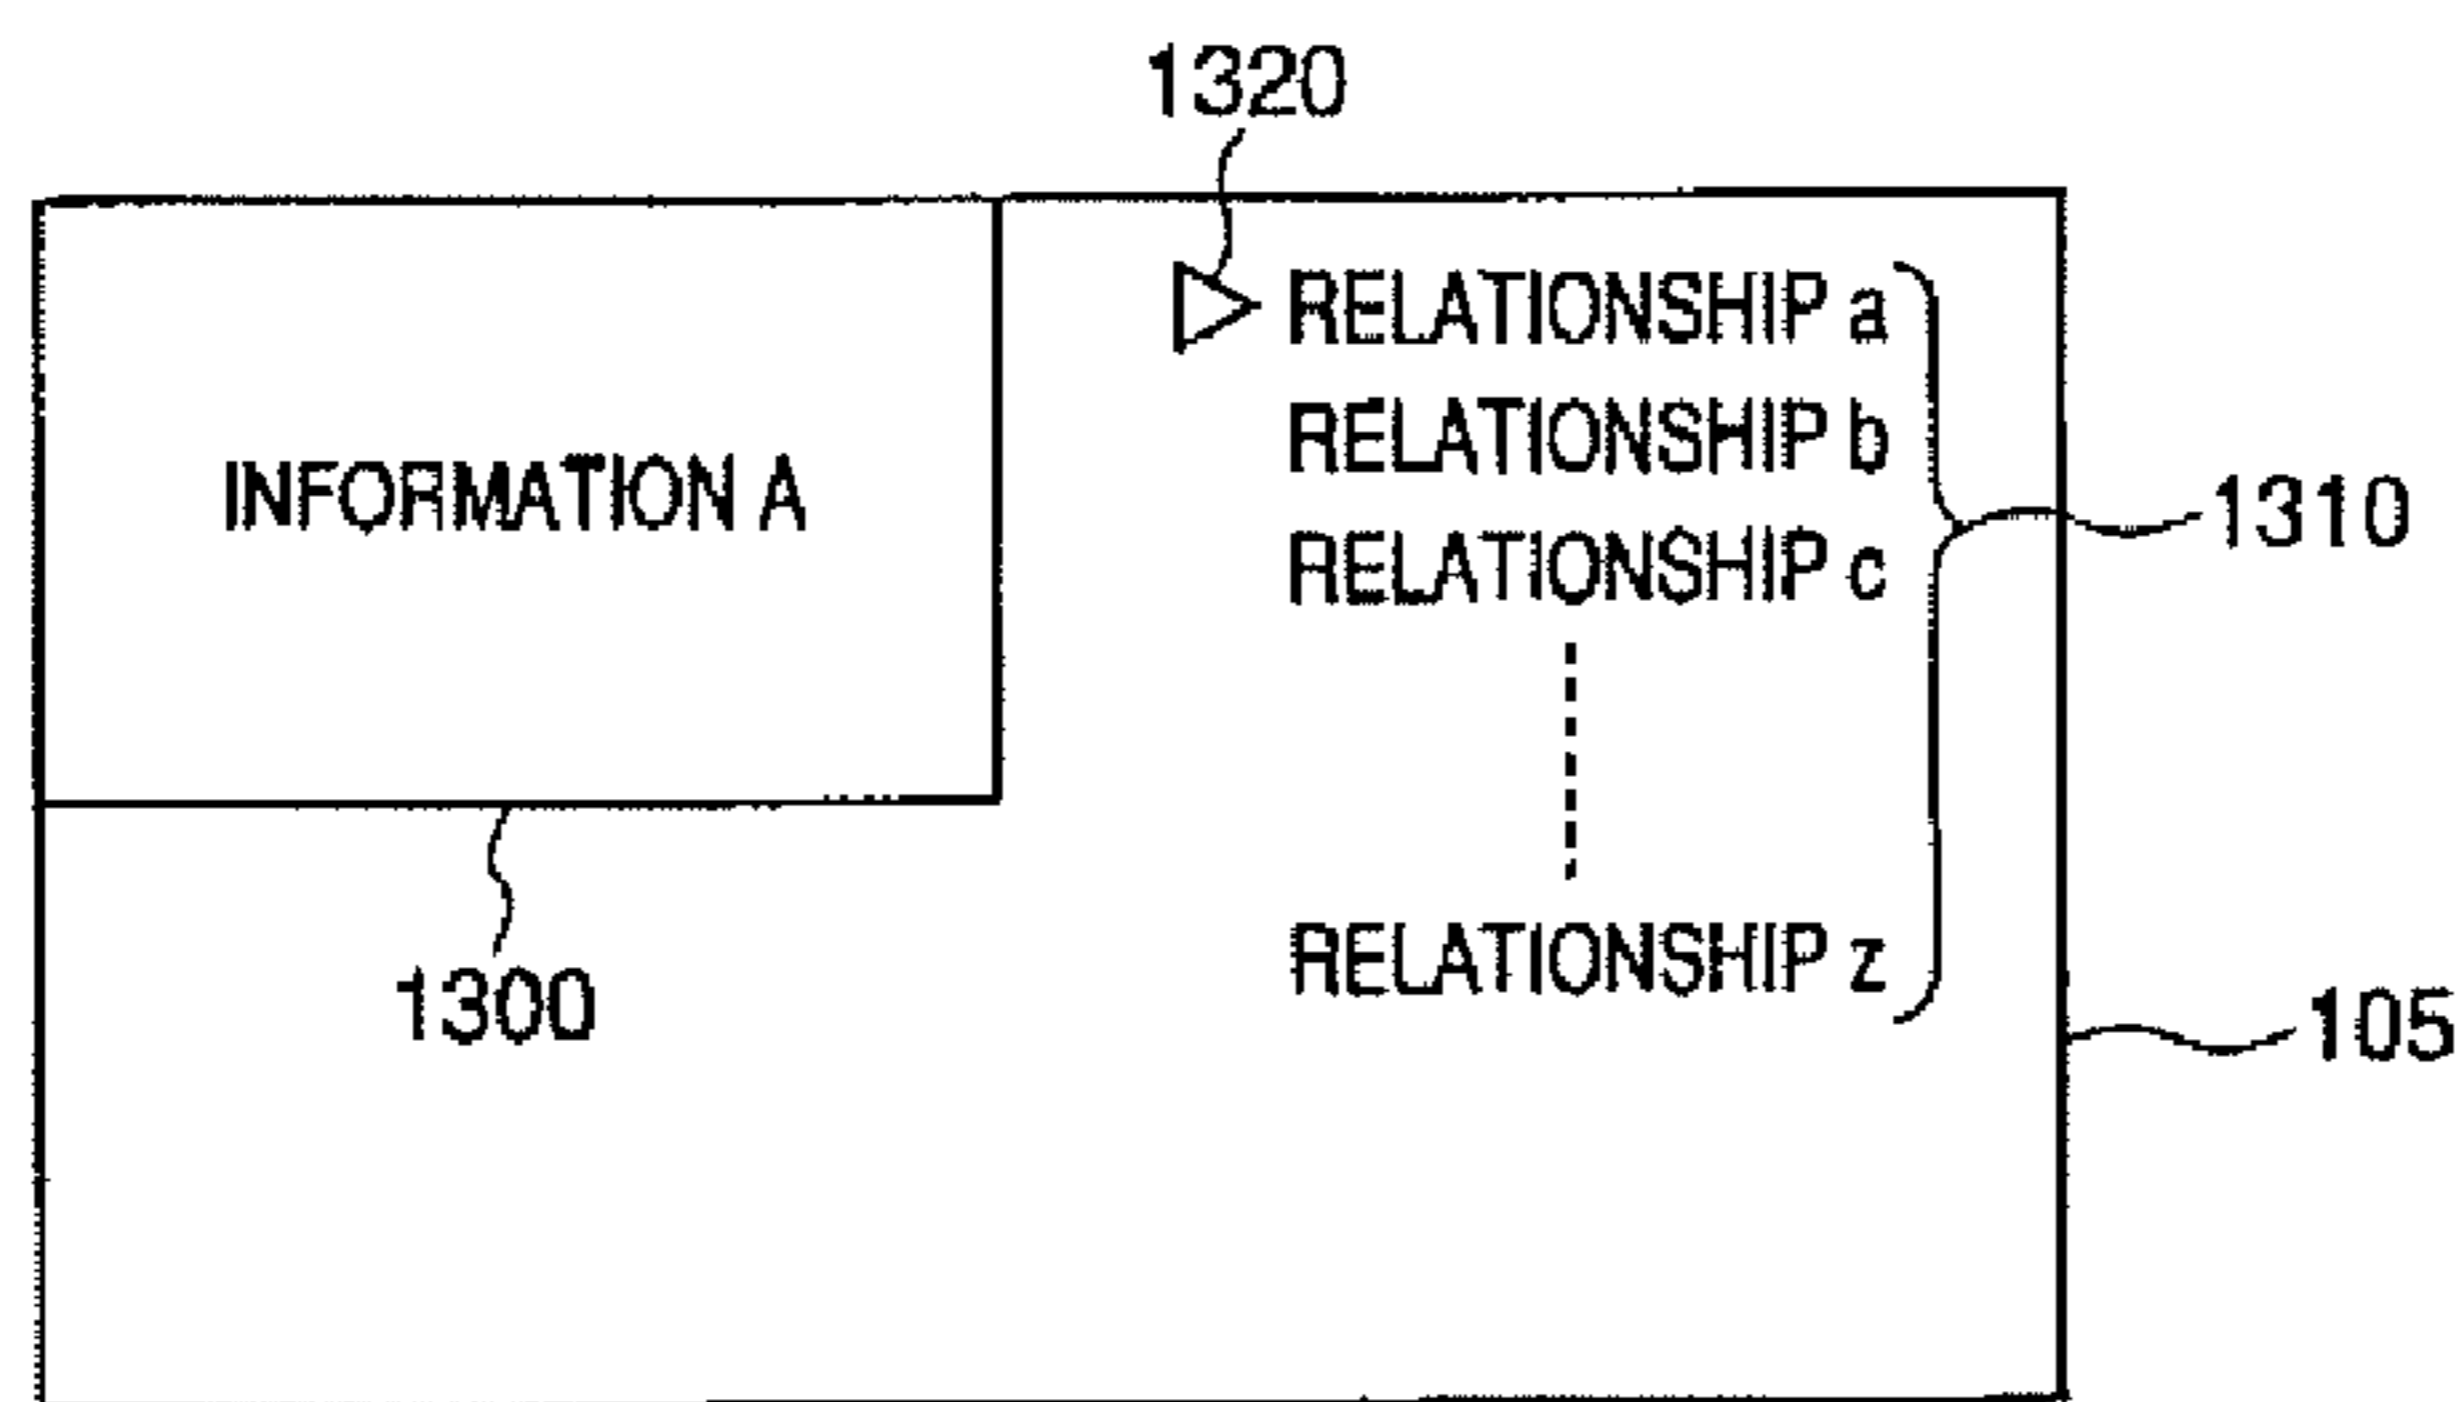 1320
RELATIONSHIP a
RELATIONSHIP b
INFORMATION A
1310
RELATIONSHIP c
RELATIONSHIP z
1300
105